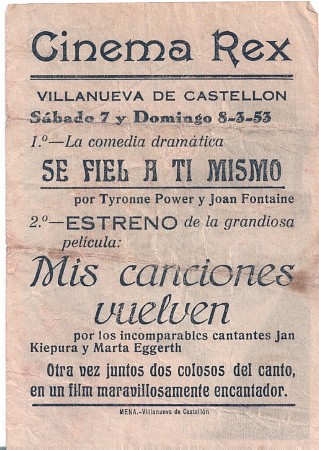 Cinema Rex
VILLANUEVA DE CASTELLON
Sábado 7 y Domingo 8-3-53
1.º—La comedia dramática
SE FIEL A TI MISMO
por Tyronne Power y Joan Fontaine
2.º—ESTRENO de la grandiosa
película:
Mis canciones
vuelven
por los incomparables cantantes Jan
Kiepura y Marta Eggerth
Otra vez juntos dos colosos del canto,
en un film maravillosamente encantador.
MENA.-Villanueva de Castellón